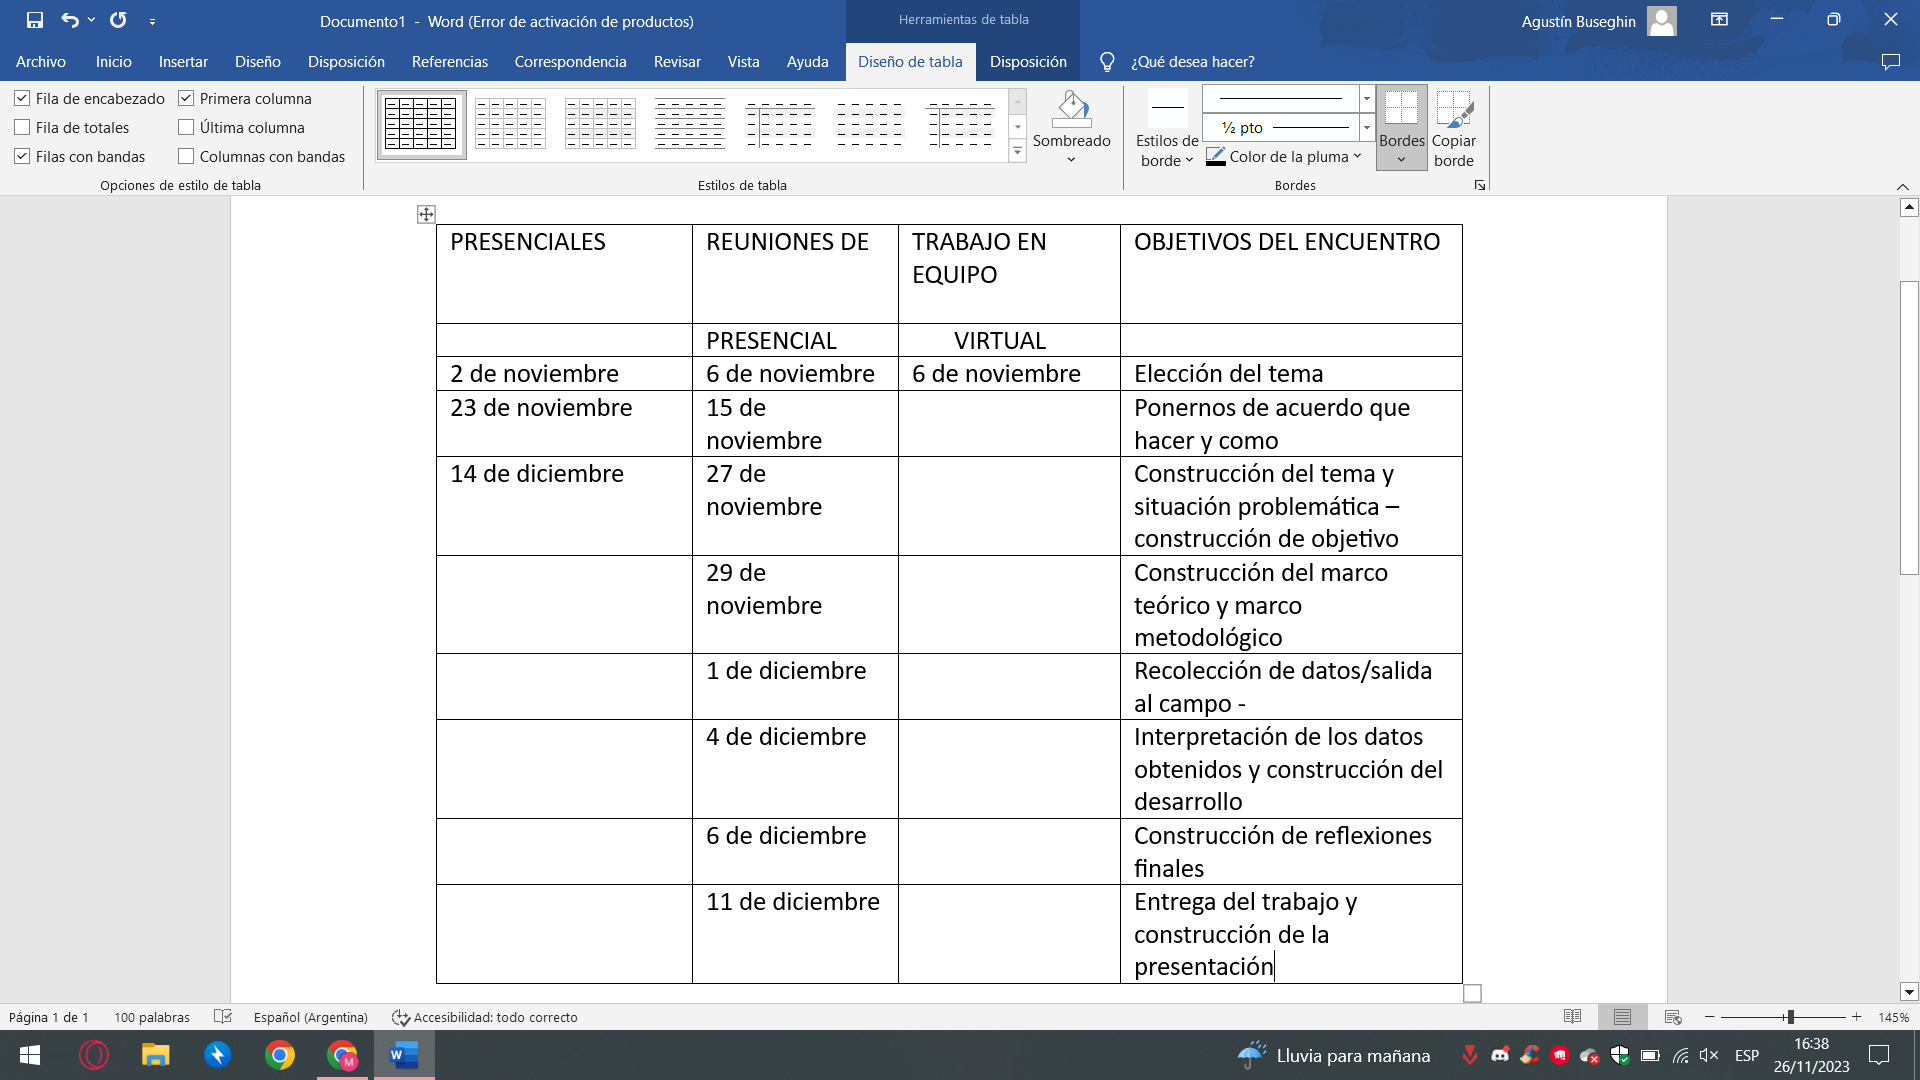 Documento1 - Word (Error de activación de productos)
Herramientas de tabla
Agustín Buseghin
Archivo Inicio Insertar Diseño Disposición Referencias Correspondencia Revisar Vista Ayuda Diseño de tabla Disposición ¿Qué desea hacer?
Fila de encabezado Primera columna
Fila de totales Última columna
Filas con bandas Columnas con bandas
Opciones de estilo de tabla
Estilos de tabla
Sombreado
Estilos de
borde
½ pto
Color de la pluma
Bordes
Copiar
borde
Bordes
PRESENCIALES
REUNIONES DE
TRABAJO EN
EQUIPO
OBJETIVOS DEL ENCUENTRO
PRESENCIAL
VIRTUAL
2 de noviembre
6 de noviembre
6 de noviembre
Elección del tema
23 de noviembre
15 de
noviembre
Ponernos de acuerdo que
hacer y como
14 de diciembre
27 de
noviembre
Construcción del tema y
situación problemática –
construcción de objetivo
29 de
noviembre
Construcción del marco
teórico y marco
metodológico
1 de diciembre
Recolección de datos/salida
al campo -
4 de diciembre
Interpretación de los datos
obtenidos y construcción del
desarrollo
6 de diciembre
Construcción de reflexiones
finales
11 de diciembre
Entrega del trabajo y
construcción de la
presentación
Página 1 de 1 100 palabras Español (Argentina) Accesibilidad: todo correcto 145%
M
W
Lluvia para mañana
ESP
16:38
26/11/2023